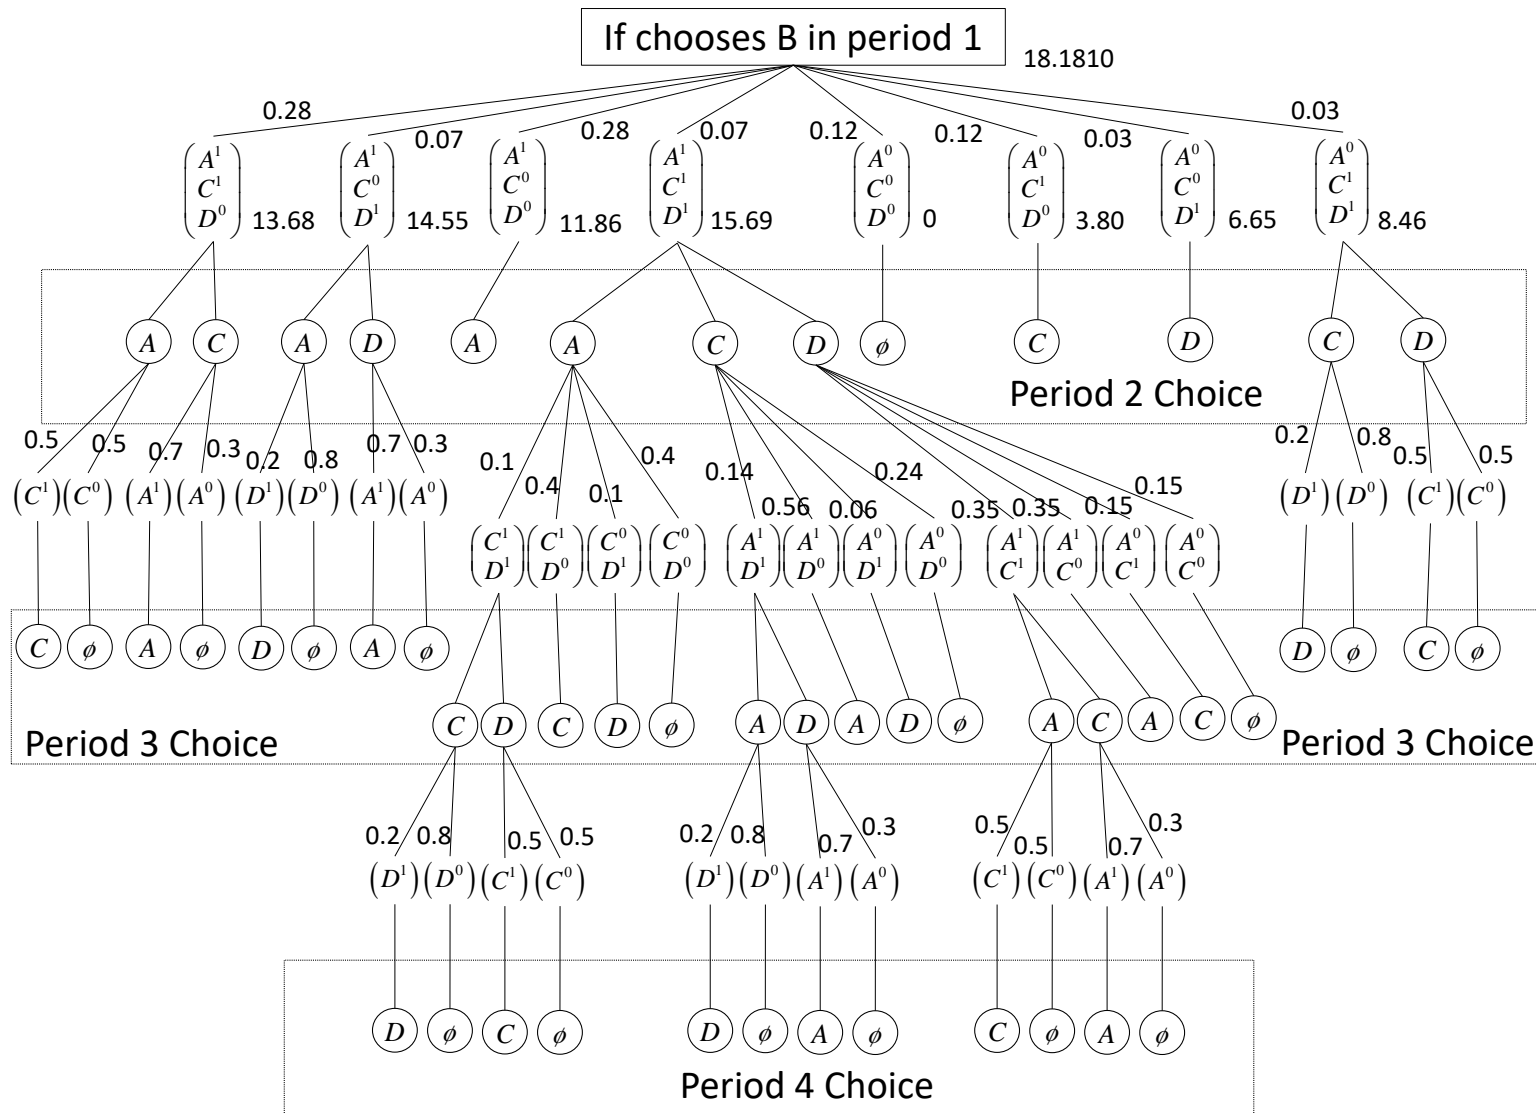 If chooses B in period 1
18.1810
0.28 0.07 0.28 0.07 0.12 0.12 0.03 0.03
A¹ A¹ A¹ A¹ A⁰ A⁰ A⁰ A⁰
C¹ C⁰ C⁰ C¹ C⁰ C¹ C⁰ C¹
D⁰ D¹ D⁰ D¹ D⁰ D⁰ D¹ D¹
13.68 14.55 11.86 15.69 0 3.80 6.65 8.46
A C A D A A C D ϕ C D C D
Period 2 Choice
0.5 0.5 0.7 0.3 0.2 0.8 0.7 0.3 0.1 0.4 0.1 0.4 0.14 0.56 0.06 0.24 0.35 0.35 0.15 0.15 0.2 0.8 0.5 0.5
(C¹) (C⁰) (A¹) (A⁰) (D¹) (D⁰) (A¹) (A⁰) (D¹) (D⁰) (C¹) (C⁰)
C¹ C¹ C⁰ C⁰ A¹ A¹ A⁰ A⁰ A¹ A¹ A⁰ A⁰
D¹ D⁰ D¹ D⁰ D¹ D⁰ D¹ D⁰ C¹ C⁰ C¹ C⁰
C ϕ A ϕ D ϕ A ϕ D ϕ C ϕ
C D C D ϕ A D A D ϕ A C A C ϕ
Period 3 Choice Period 3 Choice
0.2 0.8 0.5 0.5 0.2 0.8 0.7 0.3 0.5 0.5 0.7 0.3
(D¹) (D⁰) (C¹) (C⁰) (D¹) (D⁰) (A¹) (A⁰) (C¹) (C⁰) (A¹) (A⁰)
D ϕ C ϕ D ϕ A ϕ C ϕ A ϕ
Period 4 Choice